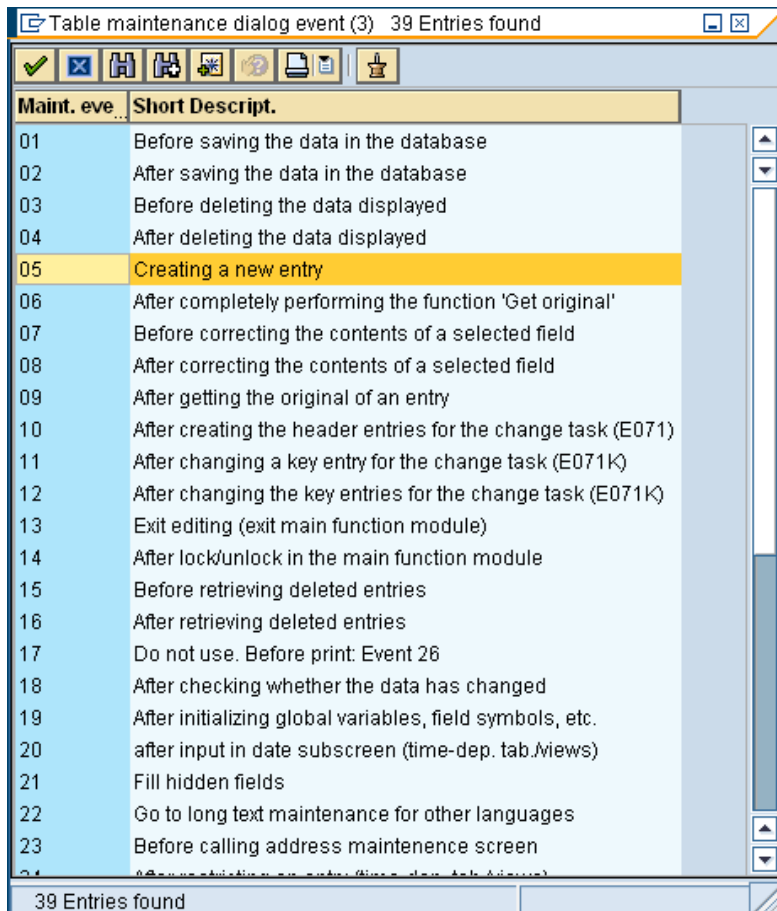 Table maintenance dialog event (3) 39 Entries found
Maint. eve... Short Descript.
01 Before saving the data in the database
02 After saving the data in the database
03 Before deleting the data displayed
04 After deleting the data displayed
05 Creating a new entry
06 After completely performing the function 'Get original'
07 Before correcting the contents of a selected field
08 After correcting the contents of a selected field
09 After getting the original of an entry
10 After creating the header entries for the change task (E071)
11 After changing a key entry for the change task (E071K)
12 After changing the key entries for the change task (E071K)
13 Exit editing (exit main function module)
14 After lock/unlock in the main function module
15 Before retrieving deleted entries
16 After retrieving deleted entries
17 Do not use. Before print: Event 26
18 After checking whether the data has changed
19 After initializing global variables, field symbols, etc.
20 after input in date subscreen (time-dep. tab./views)
21 Fill hidden fields
22 Go to long text maintenance for other languages
23 Before calling address maintenence screen
24 After restricting an entry (time-dep. tab./views)
39 Entries found